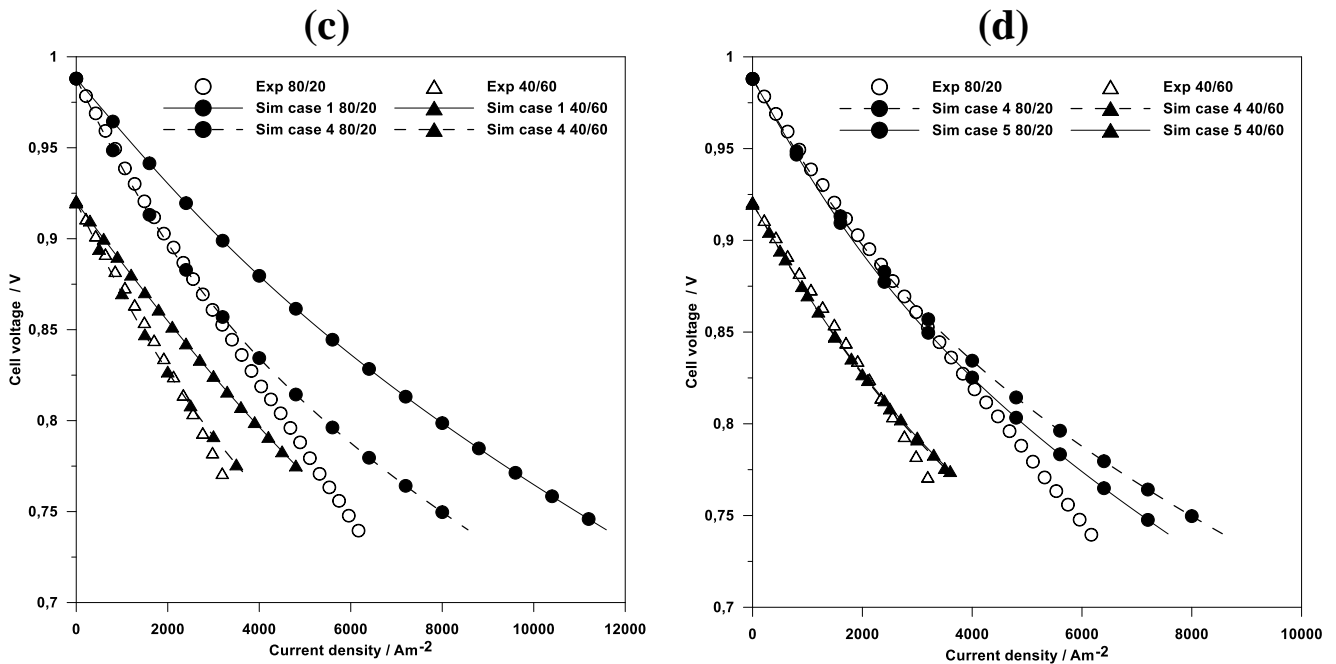 (c)
Exp 80/20 Exp 40/60
Sim case 1 80/20 Sim case 1 40/60
Sim case 4 80/20 Sim case 4 40/60
1
0,95
0,9
0,85
0,8
0,75
0,7
Cell voltage / V
0 2000 4000 6000 8000 10000 12000
Current density / Am-2
(d)
Exp 80/20 Exp 40/60
Sim case 4 80/20 Sim case 4 40/60
Sim case 5 80/20 Sim case 5 40/60
1
0,95
0,9
0,85
0,8
0,75
0,7
Cell voltage / V
0 2000 4000 6000 8000 10000
Current density / Am-2